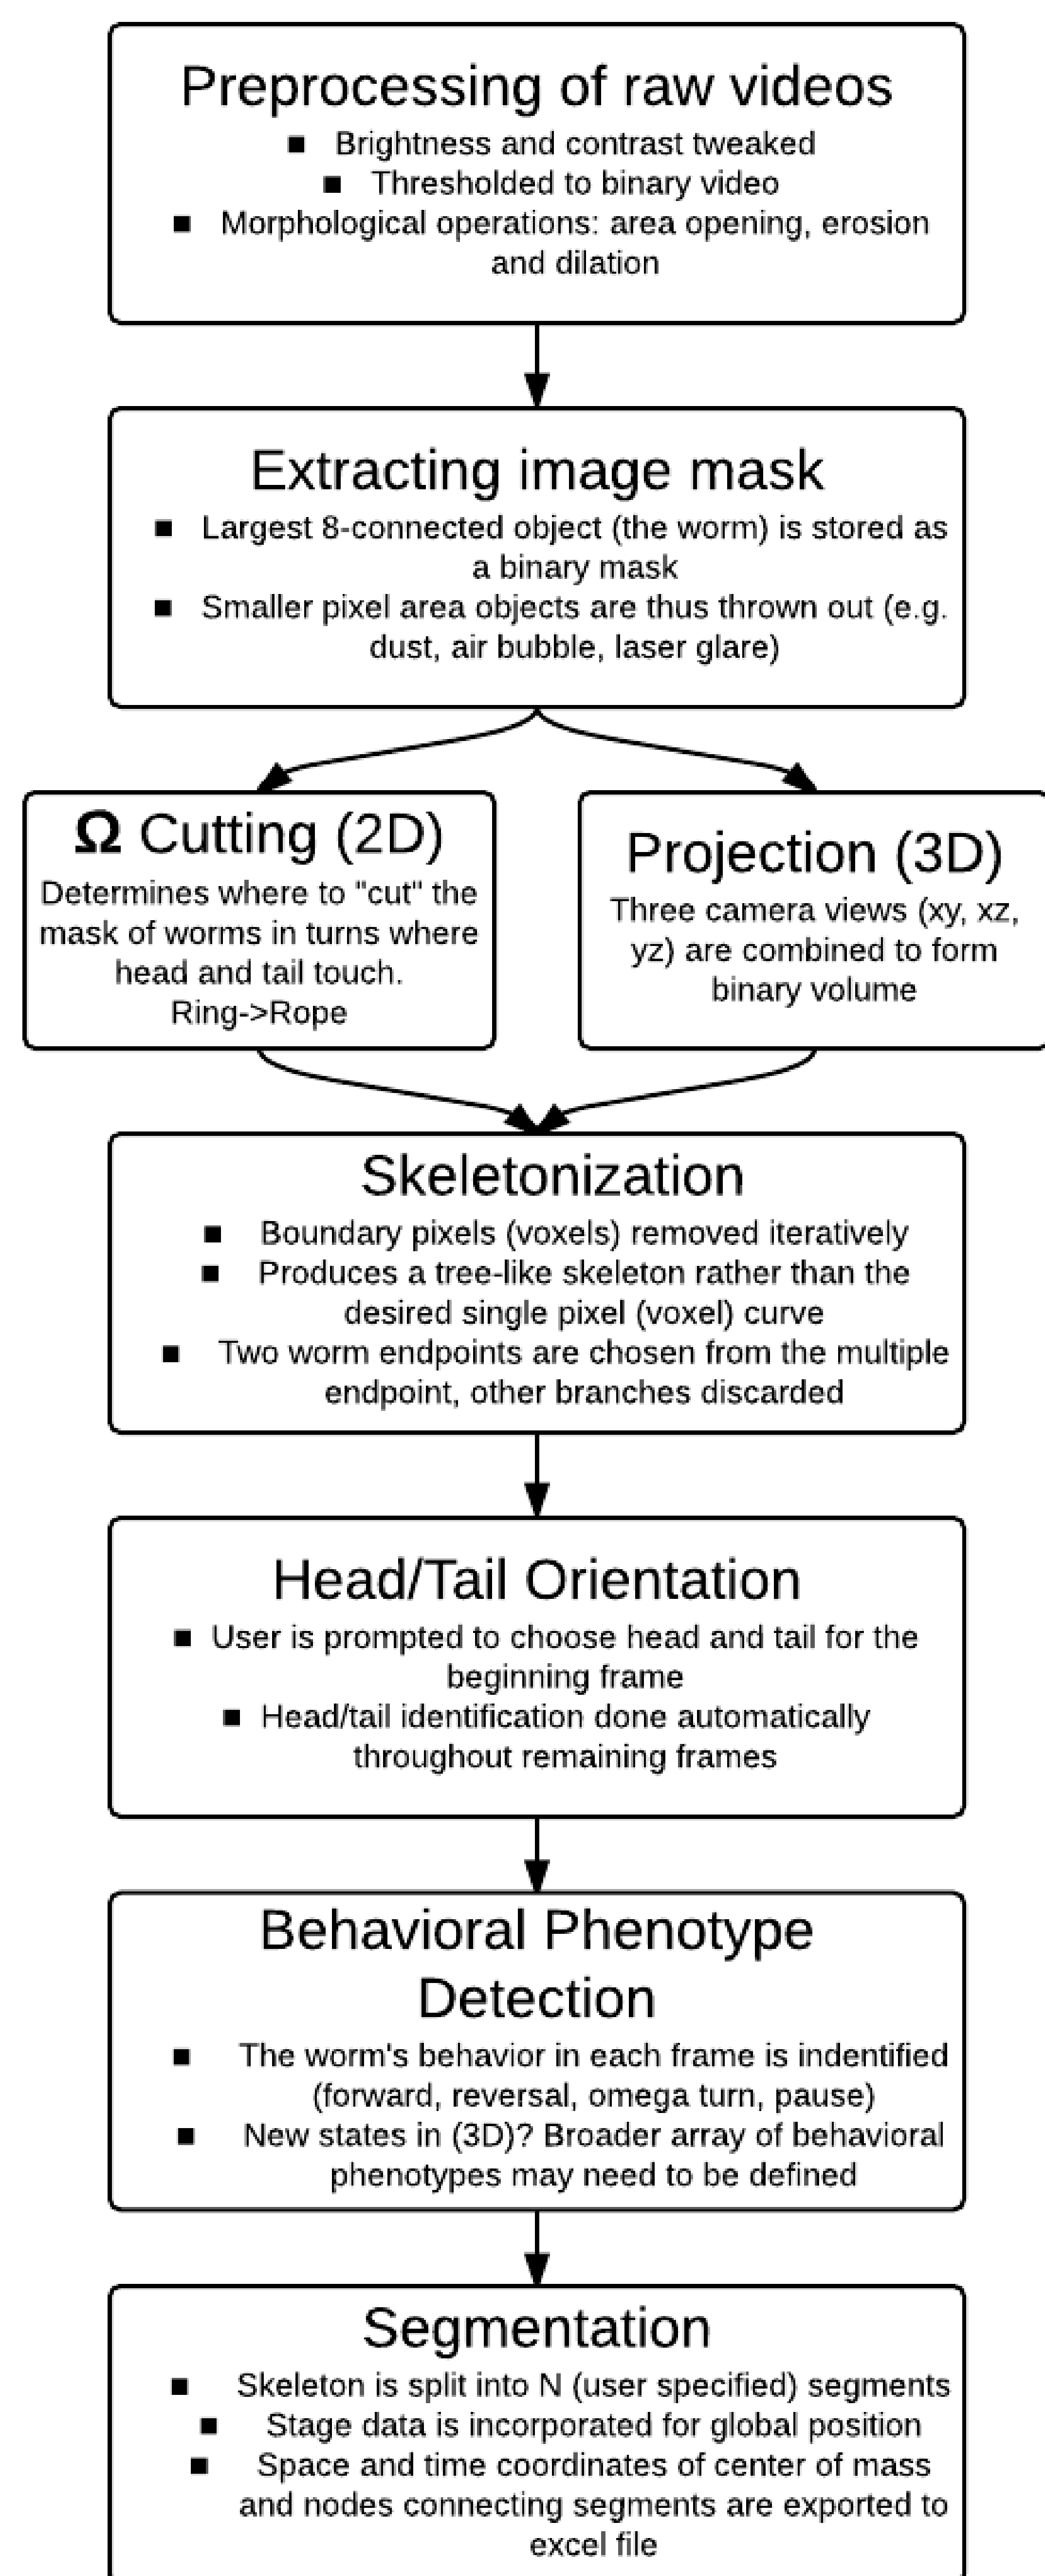 Preprocessing of raw videos
■ Brightness and contrast tweaked
■ Thresholded to binary video
■ Morphological operations: area opening, erosion
and dilation
Extracting image mask
■ Largest 8-connected object (the worm) is stored as
a binary mask
■ Smaller pixel area objects are thus thrown out (e.g.
dust, air bubble, laser glare)
Ω Cutting (2D)
Determines where to "cut" the
mask of worms in turns where
head and tail touch.
Ring->Rope
Projection (3D)
Three camera views (xy, xz,
yz) are combined to form
binary volume
Skeletonization
■ Boundary pixels (voxels) removed iteratively
■ Produces a tree-like skeleton rather than the
desired single pixel (voxel) curve
■ Two worm endpoints are chosen from the multiple
endpoint, other branches discarded
Head/Tail Orientation
■ User is prompted to choose head and tail for the
beginning frame
■ Head/tail identification done automatically
throughout remaining frames
Behavioral Phenotype
Detection
■ The worm's behavior in each frame is indentified
(forward, reversal, omega turn, pause)
■ New states in (3D)? Broader array of behavioral
phenotypes may need to be defined
Segmentation
■ Skeleton is split into N (user specified) segments
■ Stage data is incorporated for global position
■ Space and time coordinates of center of mass
and nodes connecting segments are exported to
excel file